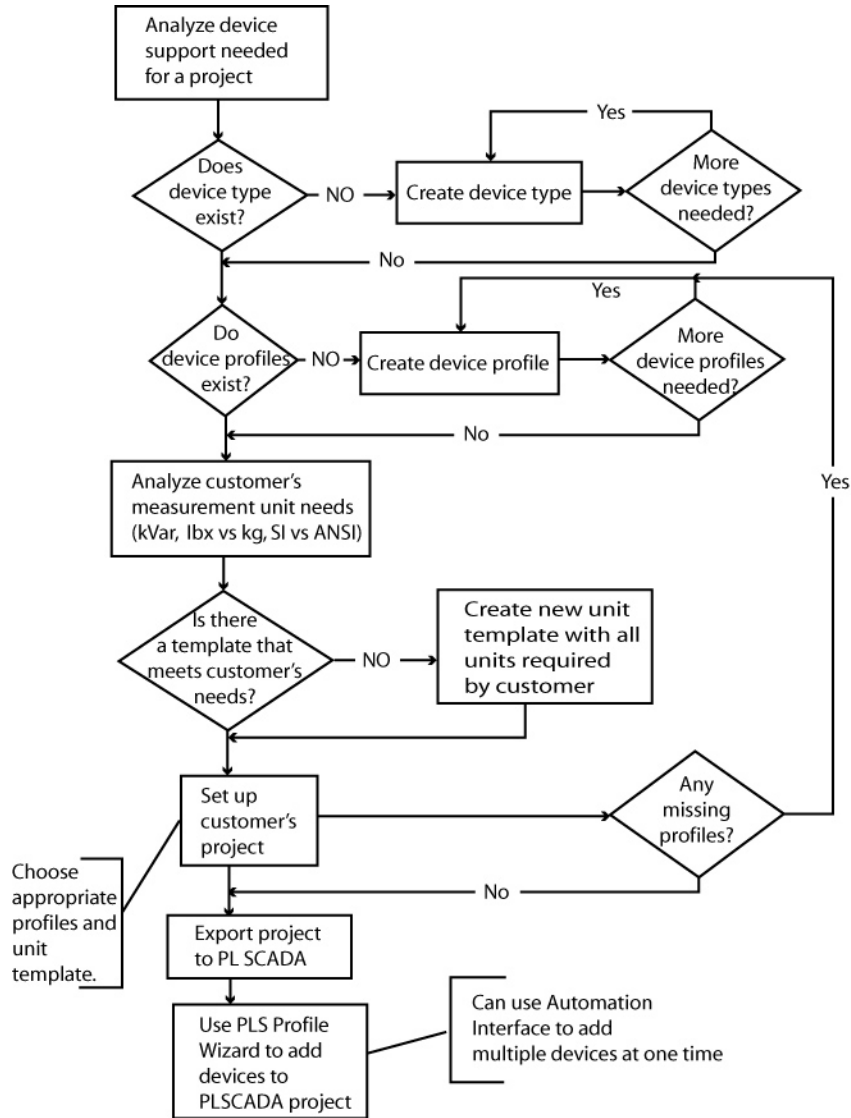 Analyze device
support needed
for a project
Yes
Does
device type
exist?
NO
Create device type
More
device types
needed?
No
Yes
Do
device profiles
exist?
NO
Create device profile
More
device profiles
needed?
No
Analyze customer's
measurement unit needs
(kVar, Ibx vs kg, SI vs ANSI)
Yes
Is there
a template that
meets customer's
needs?
NO
Create new unit
template with all
units required
by customer
Set up
customer's
project
Any
missing
profiles?
No
Choose
appropriate
profiles and
unit
template.
Export project
to PL SCADA
Use PLS Profile
Wizard to add
devices to
PLSCADA project
Can use Automation
Interface to add
multiple devices at one time